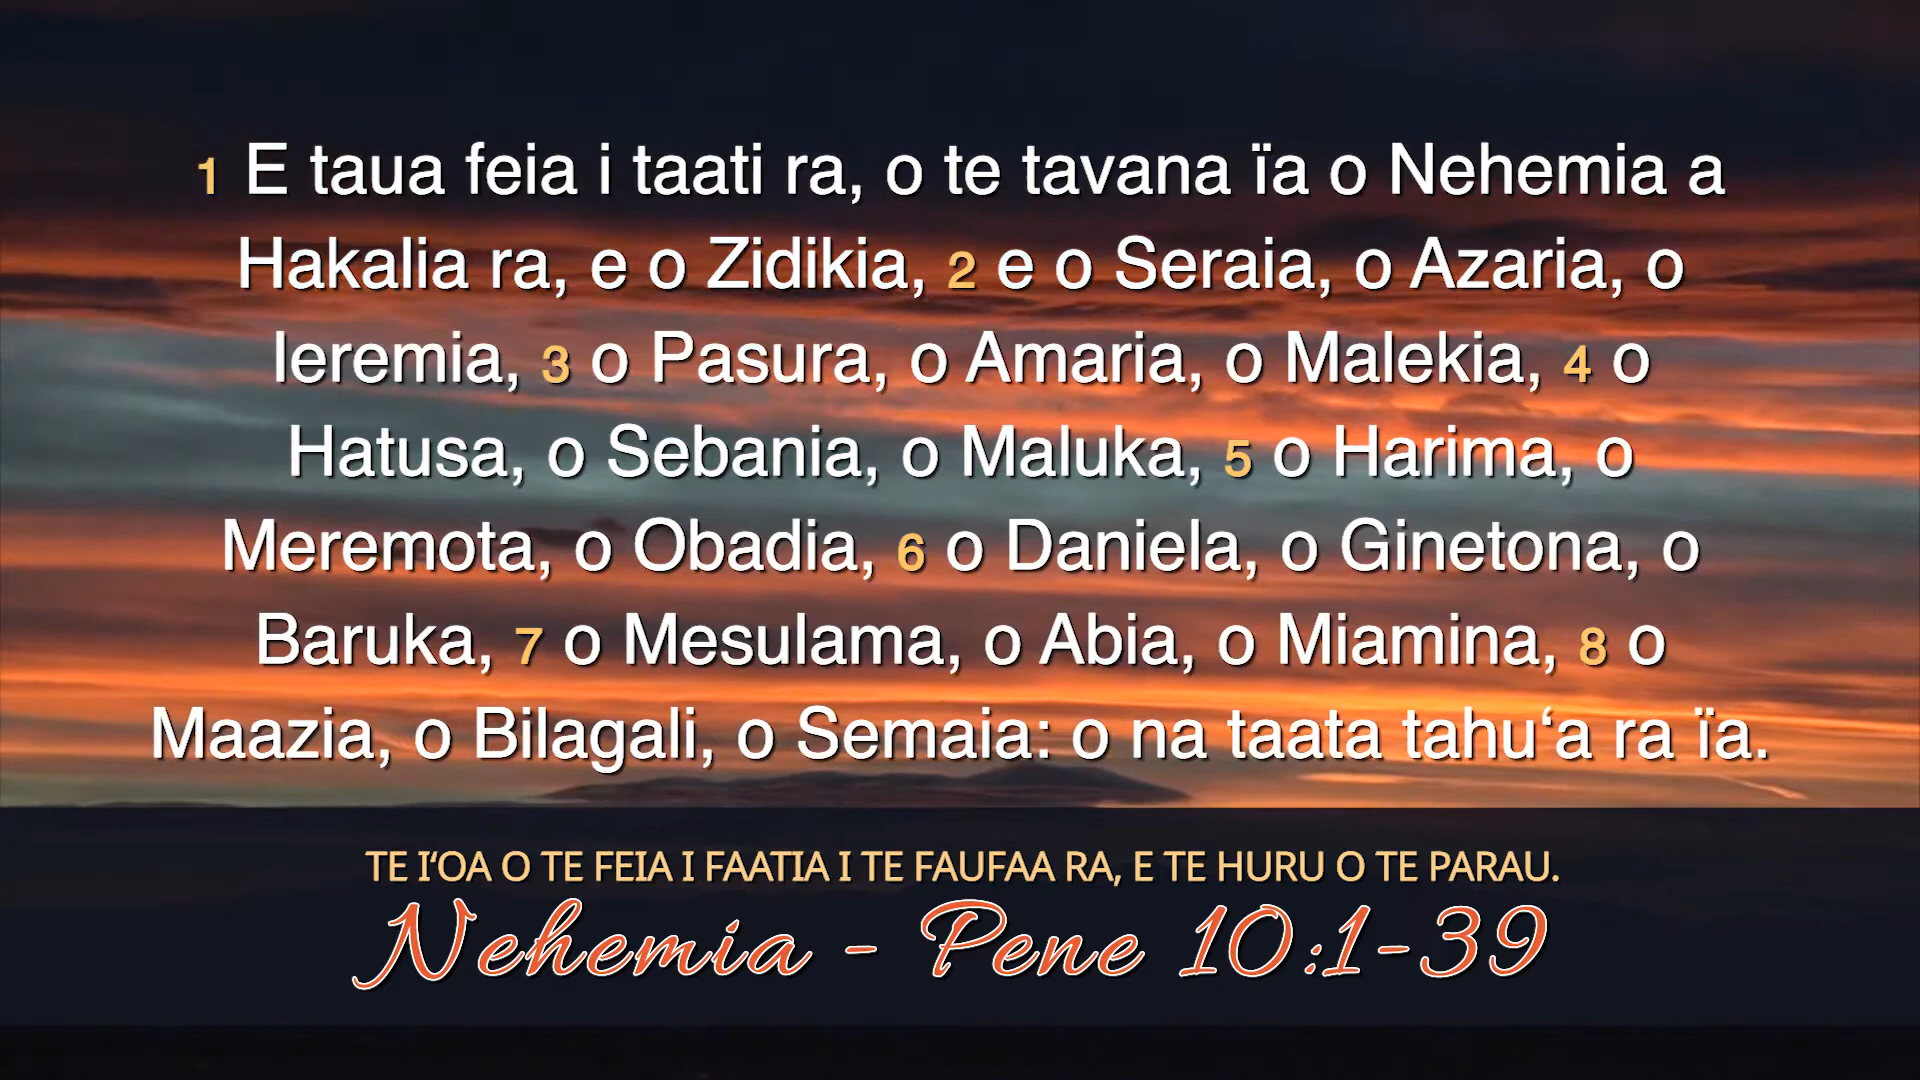 1 E taua feia i taati ra, o te tavana ïa o Nehemia a
Hakalia ra, e o Zidikia, 2 e o Seraia, o Azaria, o
Ieremia, 3 o Pasura, o Amaria, o Malekia, 4 o
Hatusa, o Sebania, o Maluka, 5 o Harima, o
Meremota, o Obadia, 6 o Daniela, o Ginetona, o
Baruka, 7 o Mesulama, o Abia, o Miamina, 8 o
Maazia, o Bilagali, o Semaia: o na taata tahu‘a ra ïa.
TE I‘OA O TE FEIA I FAATIA I TE FAUFAA RA, E TE HURU O TE PARAU.
Nehemia - Pene 10:1-39